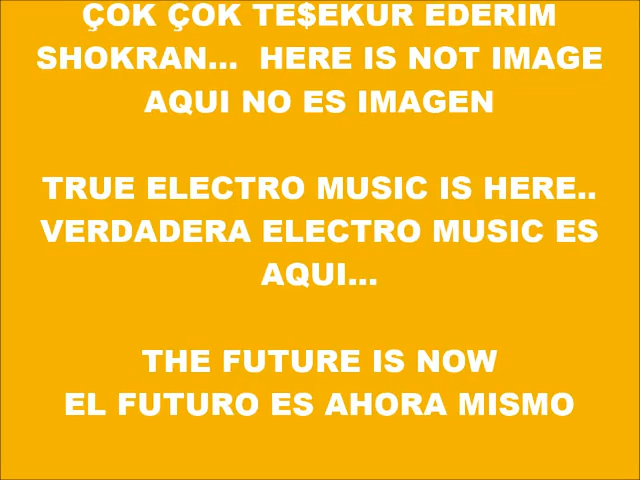 ÇOK ÇOK TE$EKUR EDERIM
SHOKRAN... HERE IS NOT IMAGE
AQUI NO ES IMAGEN
TRUE ELECTRO MUSIC IS HERE..
VERDADERA ELECTRO MUSIC ES
AQUI...
THE FUTURE IS NOW
EL FUTURO ES AHORA MISMO